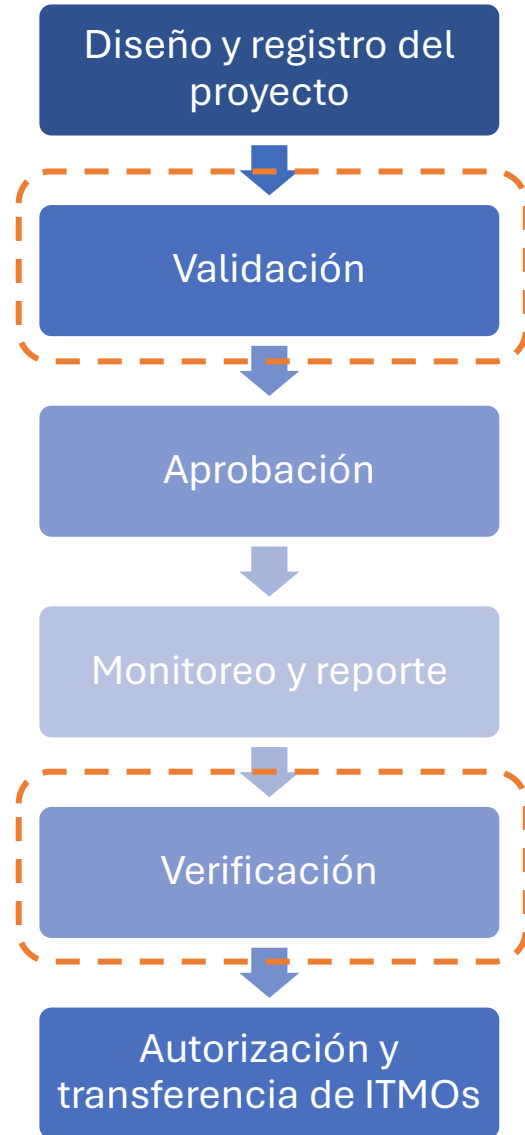 Diseño y registro del
proyecto
Validación
Aprobación
Monitoreo y reporte
Verificación
Autorización y
transferencia de ITMOs